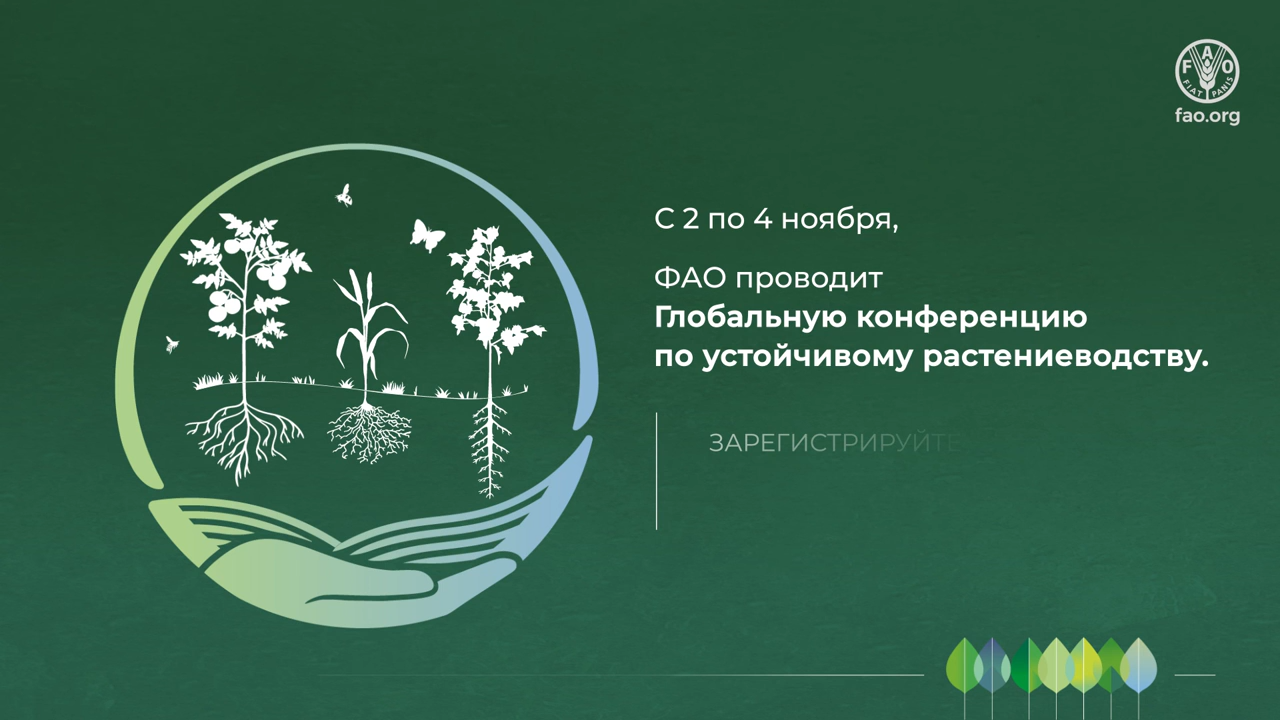 FAO
FIAT PANIS
fao.org
С 2 по 4 ноября,
ФАО проводит
Глобальную конференцию
по устойчивому растениеводству.
ЗАРЕГИСТРИРУЙТЕ